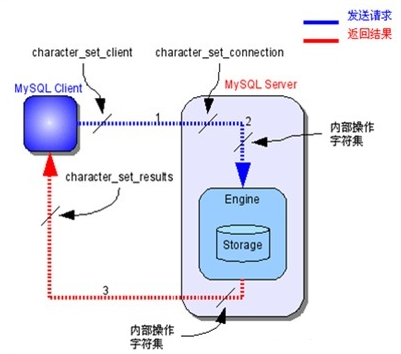 发送请求
返回结果
character_set_client
character_set_connection
MySQL Client
MySQL Server
1
2
内部操作
字符集
Engine
character_set_results
Storage
3
内部操作
字符集